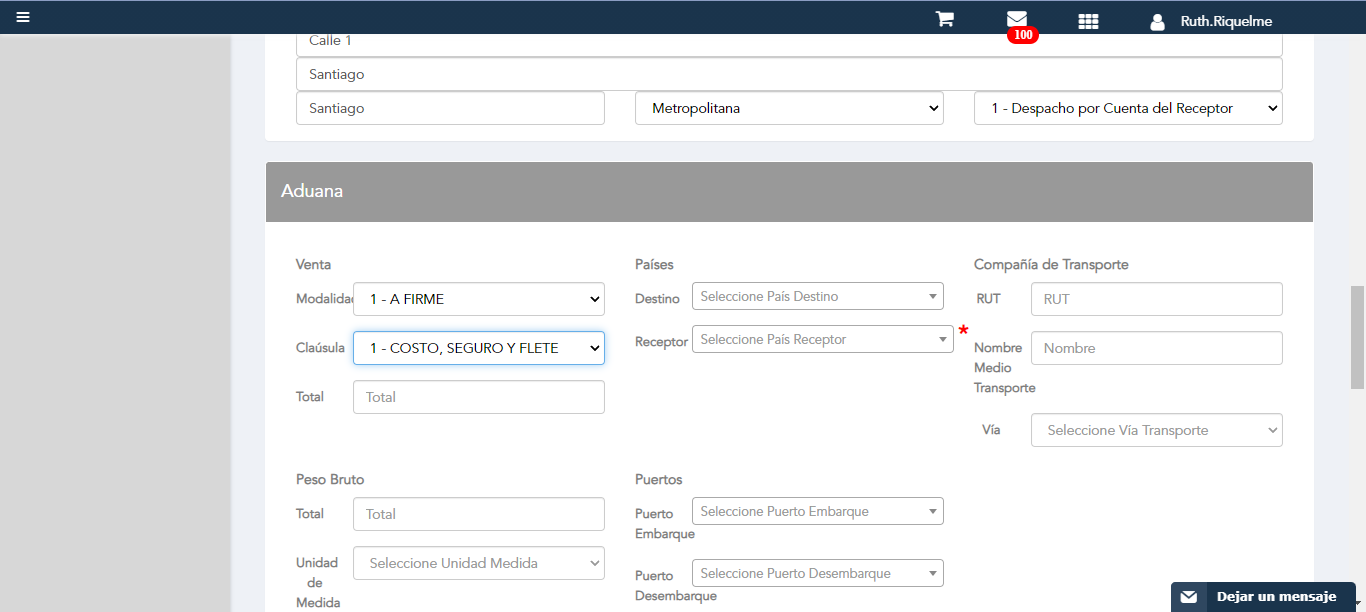 Ruth.Riquelme
100
Calle 1
Santiago
Santiago
Metropolitana
1 - Despacho por Cuenta del Receptor
Aduana
Venta
Países
Compañía de Transporte
Modalidad
1 - A FIRME
Destino
Seleccione País Destino
RUT
RUT
Claúsula
1 - COSTO, SEGURO Y FLETE
Receptor
Seleccione País Receptor
*
Nombre
Medio
Transporte
Nombre
Total
Total
Vía
Seleccione Vía Transporte
Peso Bruto
Puertos
Total
Total
Puerto
Embarque
Seleccione Puerto Embarque
Unidad
de
Medida
Seleccione Unidad Medida
Puerto
Desembarque
Seleccione Puerto Desembarque
Dejar un mensaje